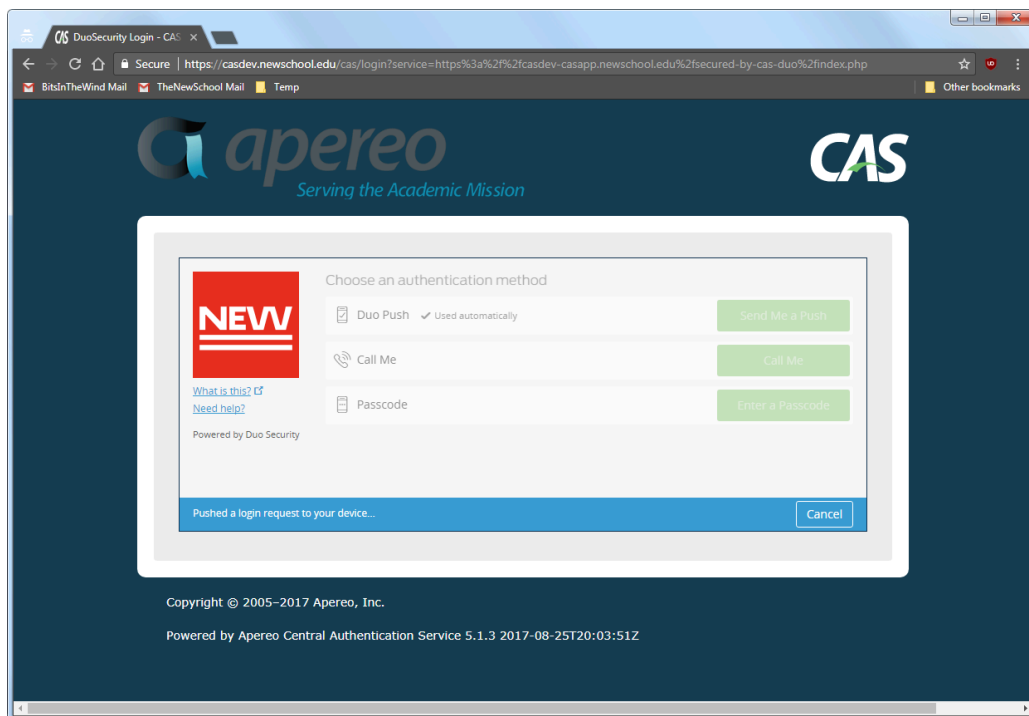 CAS DuoSecurity Login - CAS
Secure | https://casdev.newschool.edu/cas/login?service=https%3a%2f%2fcasdev-casapp.newschool.edu%2fsecured-by-cas-duo%2findex.php
BitsInTheWind Mail TheNewSchool Mail Temp Other bookmarks
apereo
Serving the Academic Mission
CAS
NEW
Choose an authentication method
Duo Push Used automatically Send Me a Push
Call Me Call Me
Passcode Enter a Passcode
What is this?
Need help?
Powered by Duo Security
Pushed a login request to your device... Cancel
Copyright © 2005–2017 Apereo, Inc.
Powered by Apereo Central Authentication Service 5.1.3 2017-08-25T20:03:51Z